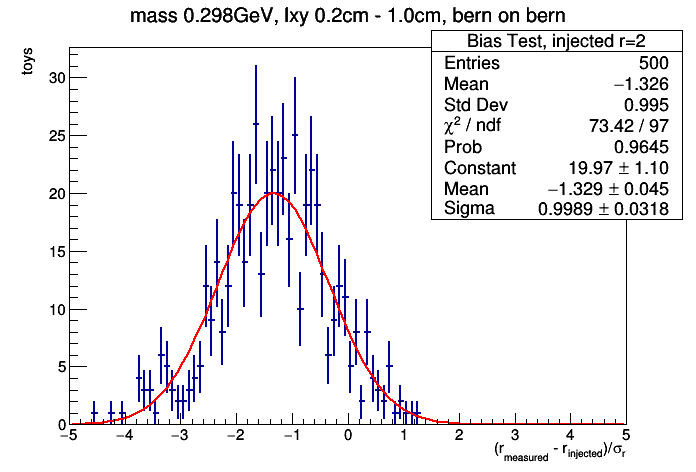 mass 0.298GeV, lxy 0.2cm - 1.0cm, bern on bern
Bias Test, injected r=2
Entries 500
Mean −1.326
Std Dev 0.995
χ² / ndf 73.42 / 97
Prob 0.9645
Constant 19.97 ± 1.10
Mean −1.329 ± 0.045
Sigma 0.9989 ± 0.0318
toys
30
25
20
15
10
5
0
−5 −4 −3 −2 −1 0 1 2 3 4 5
(r_measured - r_injected)/σ_r